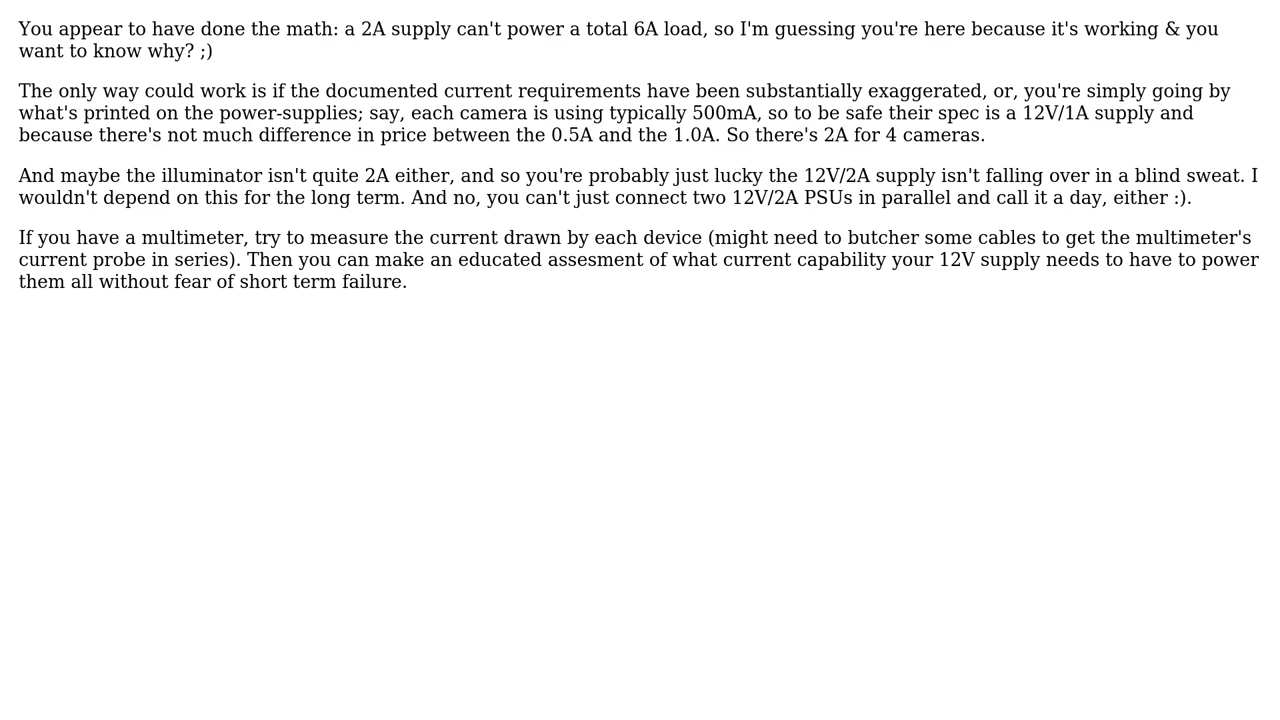 You appear to have done the math: a 2A supply can't power a total 6A load, so I'm guessing you're here because it's working & you
want to know why? ;)
The only way could work is if the documented current requirements have been substantially exaggerated, or, you're simply going by
what's printed on the power-supplies; say, each camera is using typically 500mA, so to be safe their spec is a 12V/1A supply and
because there's not much difference in price between the 0.5A and the 1.0A. So there's 2A for 4 cameras.
And maybe the illuminator isn't quite 2A either, and so you're probably just lucky the 12V/2A supply isn't falling over in a blind sweat. I
wouldn't depend on this for the long term. And no, you can't just connect two 12V/2A PSUs in parallel and call it a day, either :).
If you have a multimeter, try to measure the current drawn by each device (might need to butcher some cables to get the multimeter's
current probe in series). Then you can make an educated assesment of what current capability your 12V supply needs to have to power
them all without fear of short term failure.